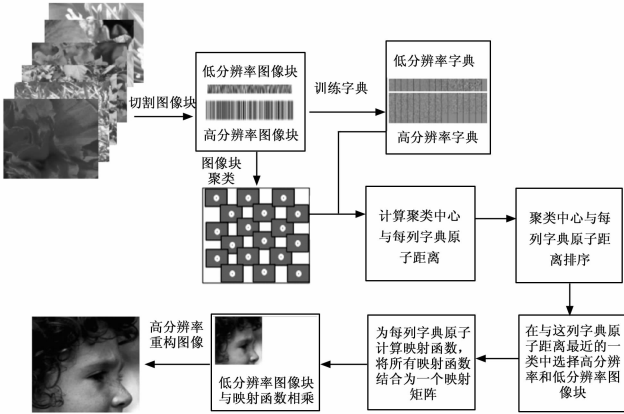 切割图像块
低分辨率图像块
高分辨率图像块
训练字典
低分辨率字典
高分辨率字典
图像块
聚类
计算聚类中心
与每列字典原
子距离
聚类中心与每
列字典原子距
离排序
在与这列字典原
子距离最近的一
类中选择高分辨
率和低分辨率图
像块
为每列字典原子
计算映射函数，
将所有映射函数
结合为一个映射
矩阵
低分辨率图像块
与映射函数相乘
高分辨率
重构图像